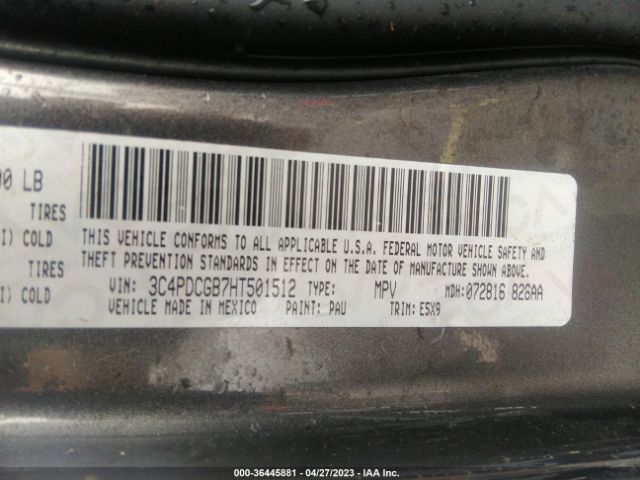 00 LB
TIRES
I) COLD
THIS VEHICLE CONFORMS TO ALL APPLICABLE U.S.A. FEDERAL MOTOR VEHICLE SAFETY AND
THEFT PREVENTION STANDARDS IN EFFECT ON THE DATE OF MANUFACTURE SHOWN ABOVE.
TIRES
I) COLD
VIN: 3C4PDCGB7HT501512 TYPE: MPV MDH:072816 826AA
VEHICLE MADE IN MEXICO PAINT: PAU TRIM: E5X9
000-36445881 / 04/27/2023 / IAA Inc.